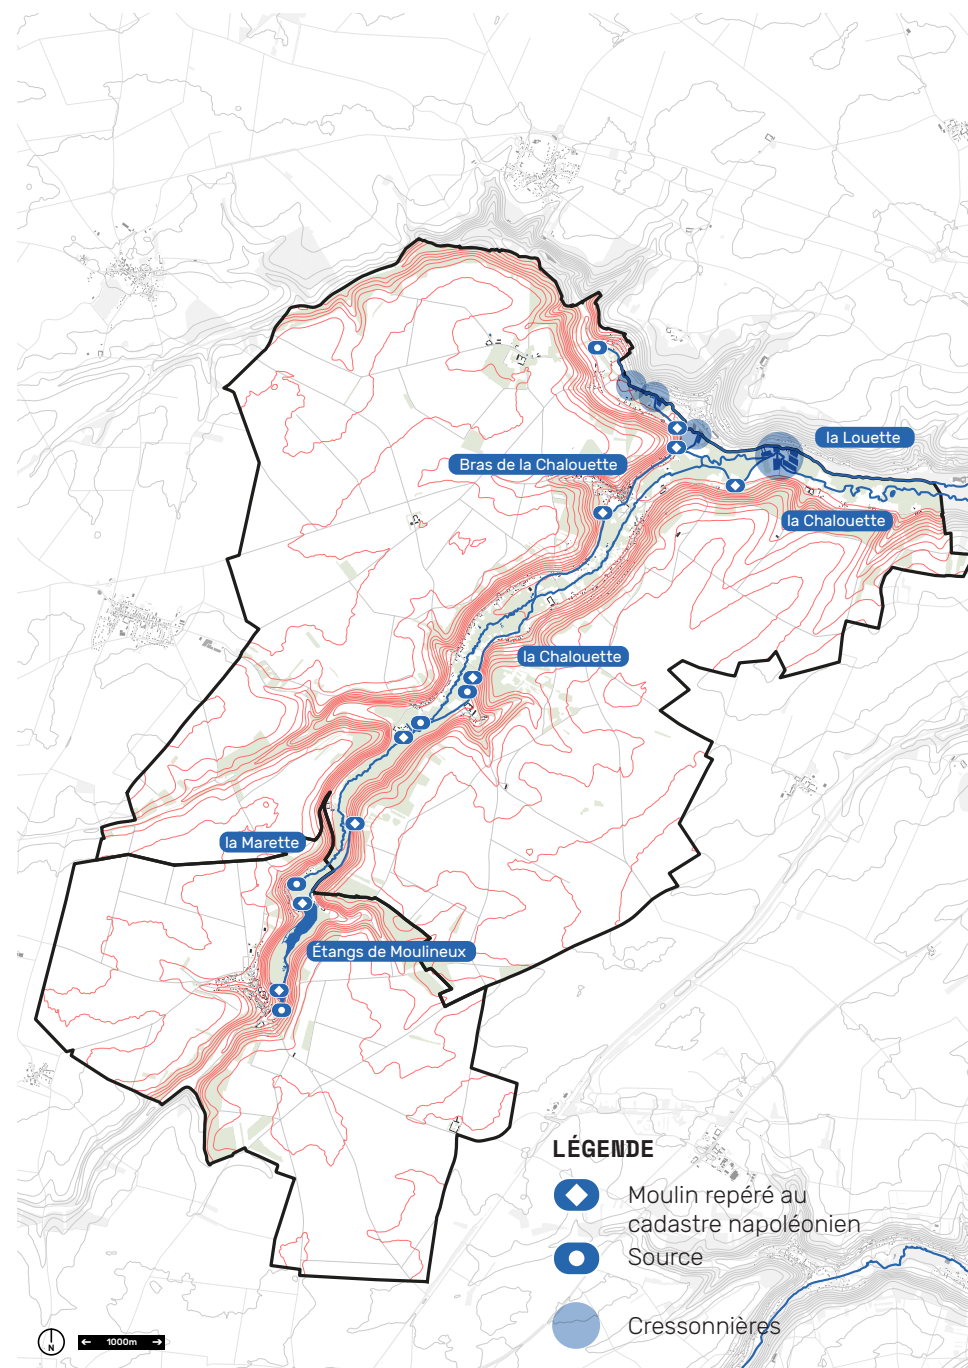 la Louette
Bras de la Chalouette
la Chalouette
la Chalouette
la Marette
Étangs de Moulineux
LÉGENDE
Moulin repéré au
cadastre napoléonien
Source
Cressonnières
N
1000m